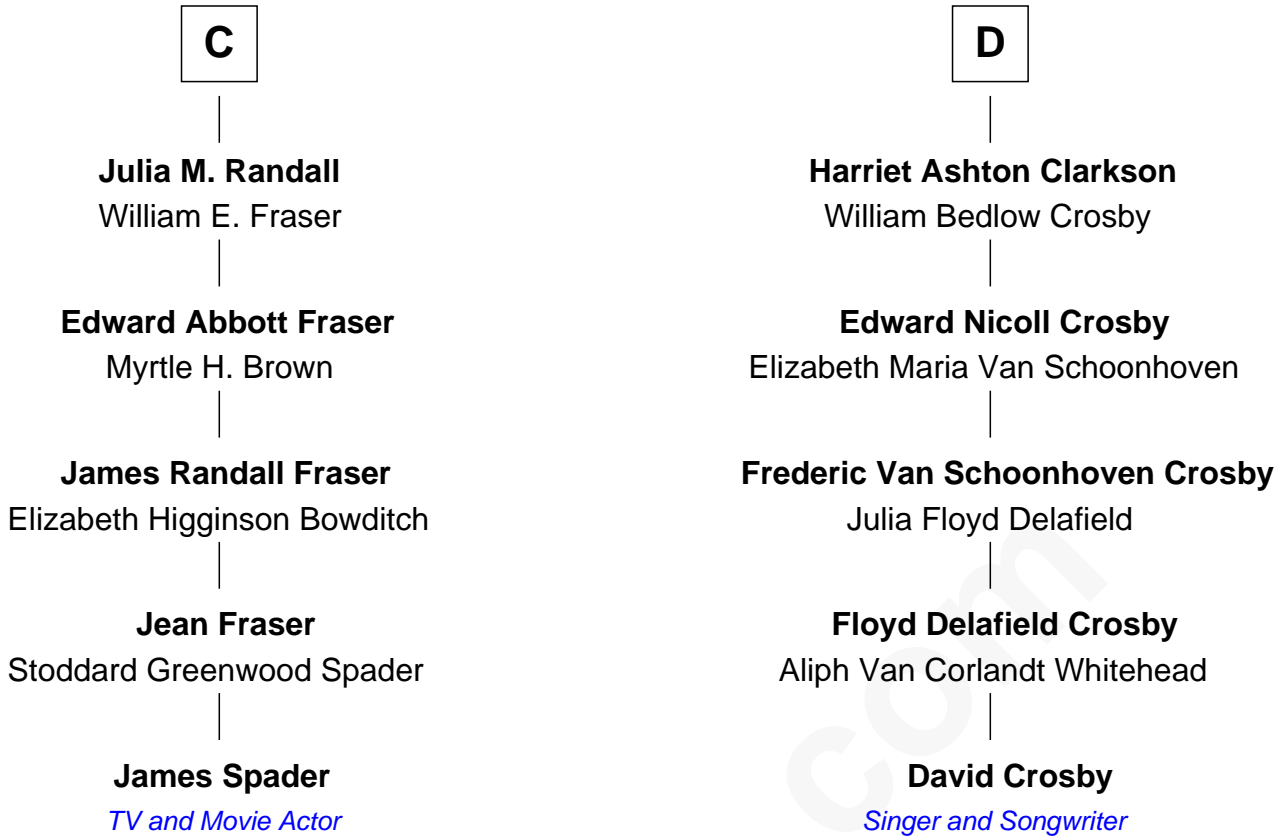 C
Julia M. Randall
William E. Fraser
Edward Abbott Fraser
Myrtle H. Brown
James Randall Fraser
Elizabeth Higginson Bowditch
Jean Fraser
Stoddard Greenwood Spader
James Spader
TV and Movie Actor
D
Harriet Ashton Clarkson
William Bedlow Crosby
Edward Nicoll Crosby
Elizabeth Maria Van Schoonhoven
Frederic Van Schoonhoven Crosby
Julia Floyd Delafield
Floyd Delafield Crosby
Aliph Van Corlandt Whitehead
David Crosby
Singer and Songwriter
com